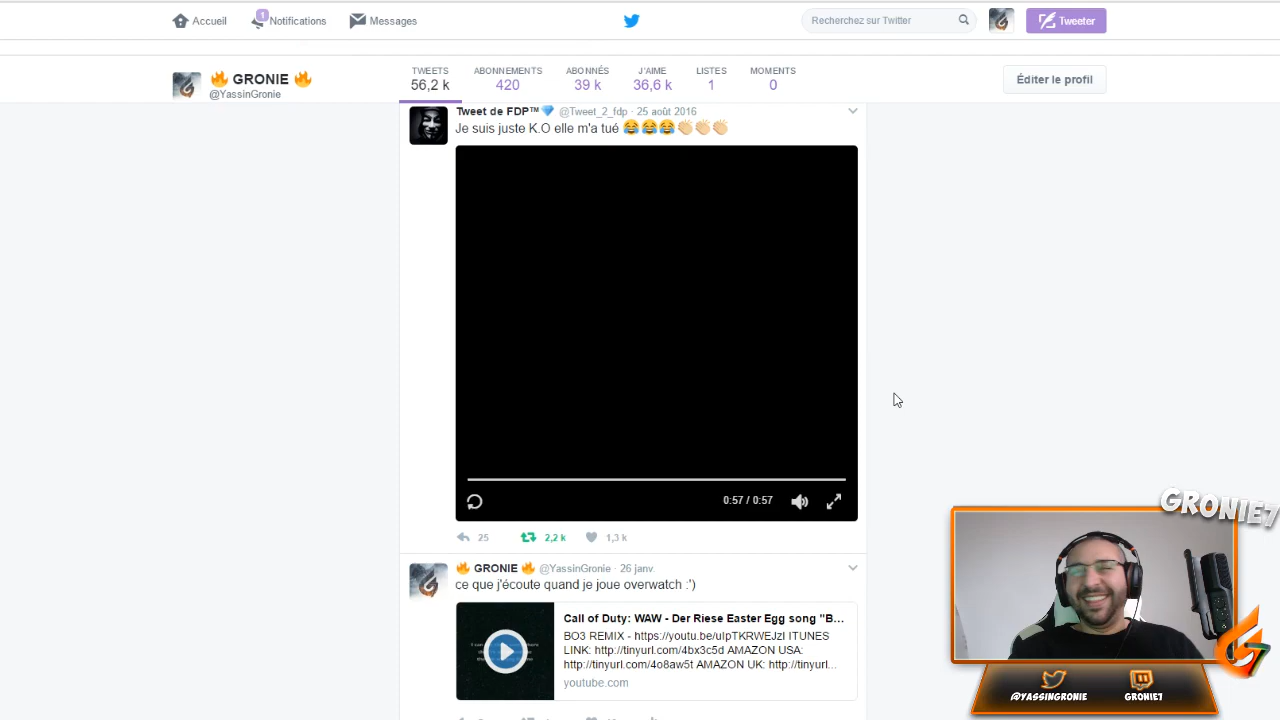 Accueil
1
Notifications
Messages
Recherchez sur Twitter
Tweeter
🔥 GRONIE 🔥
@YassinGronie
TWEETS
56,2 k
ABONNEMENTS
420
ABONNÉS
39 k
J'AIME
36,6 k
LISTES
1
MOMENTS
0
Éditer le profil
Tweet de FDP™💎 @Tweet_2_fdp · 25 août 2016
Je suis juste K.O elle m'a tué 😂😂😂👏🏻👏🏻👏🏻
0:57 / 0:57
25
2,2 k
1,3 k
🔥 GRONIE 🔥 @YassinGronie · 26 janv.
ce que j'écoute quand je joue overwatch :')
Call of Duty: WAW - Der Riese Easter Egg song "B...
BO3 REMIX - https://youtu.be/uIpTKRWEJzI ITUNES
LINK: http://tinyurl.com/4bx3c5d AMAZON USA:
http://tinyurl.com/4o8aw5t AMAZON UK: http://tinyurl...
youtube.com
GRONIE7
@YASSINGRONIE
GRONIE7